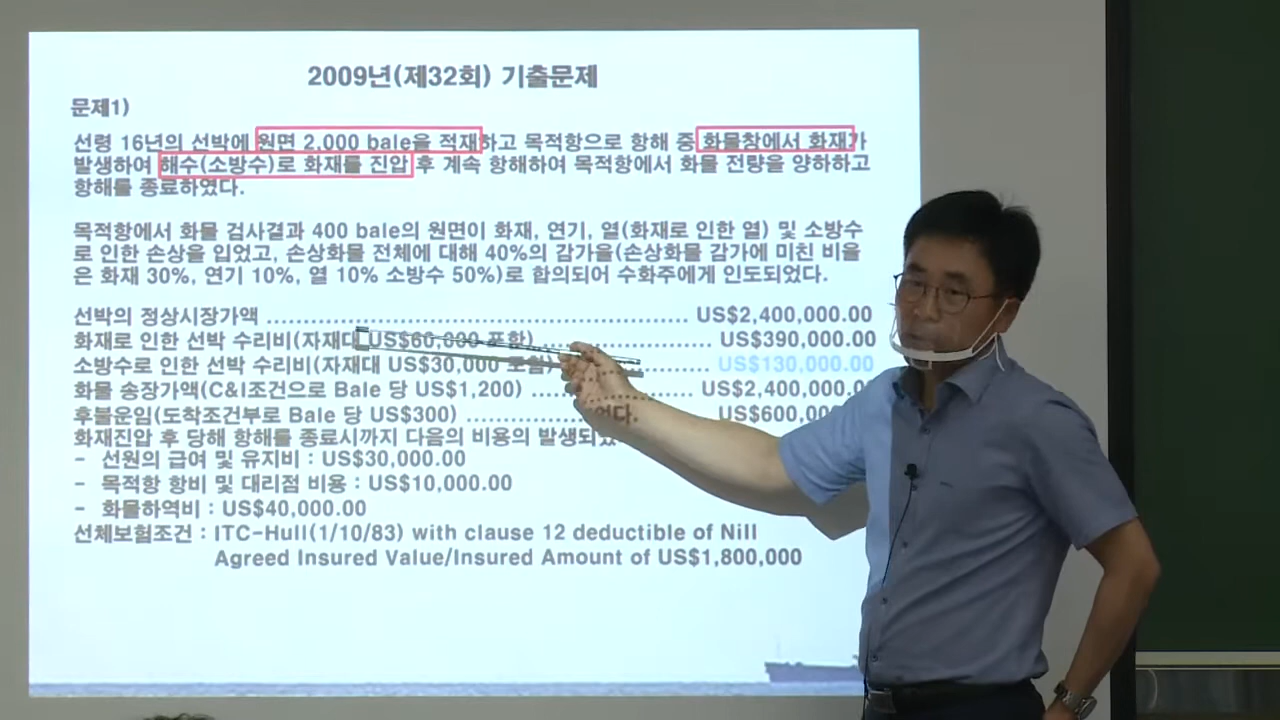 2009년(제32회) 기출문제
문제1)
선령 16년의 선박에 원면 2,000 bale을 적재하고 목적항으로 항해 중 화물창에서 화재가
발생하여 해수(소방수)로 화재를 진압 후 계속 항해하여 목적항에서 화물 전량을 양하하고
항해를 종료하였다.
목적항에서 화물 검사결과 400 bale의 원면이 화재, 연기, 열(화재로 인한 열) 및 소방수
로 인한 손상을 입었고, 손상화물 전체에 대해 40%의 감가율(손상화물 감가에 미친 비율
은 화재 30%, 연기 10%, 열 10% 소방수 50%)로 합의되어 수화주에게 인도되었다.
선박의 정상시장가액 ................................................ US$2,400,000.00
화재로 인한 선박 수리비(자재대 US$60,000 포함) ................... US$390,000.00
소방수로 인한 선박 수리비(자재대 US$30,000 포함) ........ US$130,000.00
화물 송장가액(C&I조건으로 Bale 당 US$1,200) ................... US$2,400,000.
후불운임(도착조건부로 Bale 당 US$300) ................ US$600,
화재진압 후 당해 항해를 종료시까지 다음의 비용의 발생되었다.
- 선원의 급여 및 유지비 : US$30,000.00
- 목적항 항비 및 대리점 비용 : US$10,000.00
- 화물하역비 : US$40,000.00
선체보험조건 : ITC-Hull(1/10/83) with clause 12 deductible of Nill
Agreed Insured Value/Insured Amount of US$1,800,000